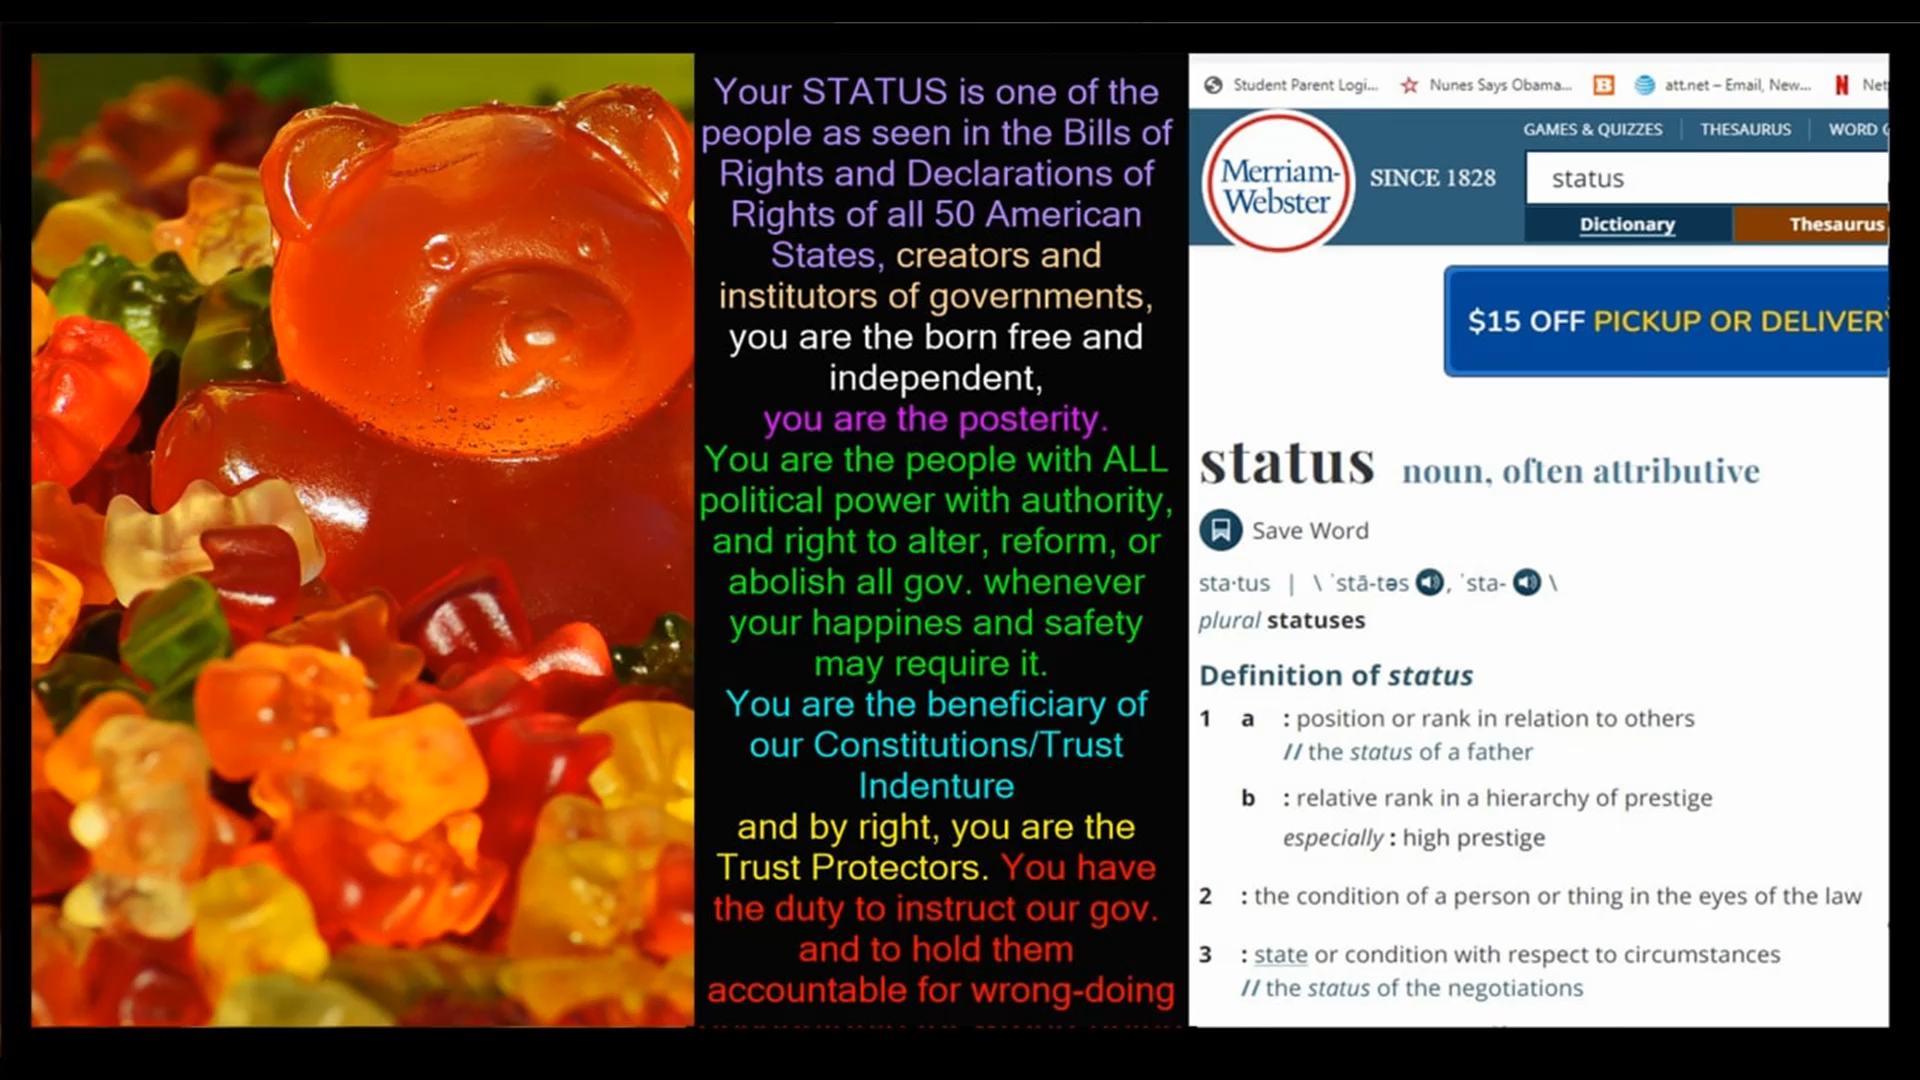 Your STATUS is one of the
people as seen in the Bills of
Rights and Declarations of
Rights of all 50 American
States, creators and
institutors of governments,
you are the born free and
independent,
you are the posterity.
You are the people with ALL
political power with authority,
and right to alter, reform, or
abolish all gov. whenever
your happines and safety
may require it.
You are the beneficiary of
our Constitutions/Trust
Indenture
and by right, you are the
Trust Protectors. You have
the duty to instruct our gov.
and to hold them
accountable for wrong-doing
Student Parent Logi... Nunes Says Obama... B att.net – Email, New... N Net
GAMES & QUIZZES THESAURUS WORD
Merriam-
Webster
SINCE 1828
status
Dictionary Thesaurus
$15 OFF PICKUP OR DELIVERY
status noun, often attributive
Save Word
sta·tus | \ ˈstā-təs , ˈsta- \
plural statuses
Definition of status
1 a : position or rank in relation to others
// the status of a father
b : relative rank in a hierarchy of prestige
especially : high prestige
2 : the condition of a person or thing in the eyes of the law
3 : state or condition with respect to circumstances
// the status of the negotiations